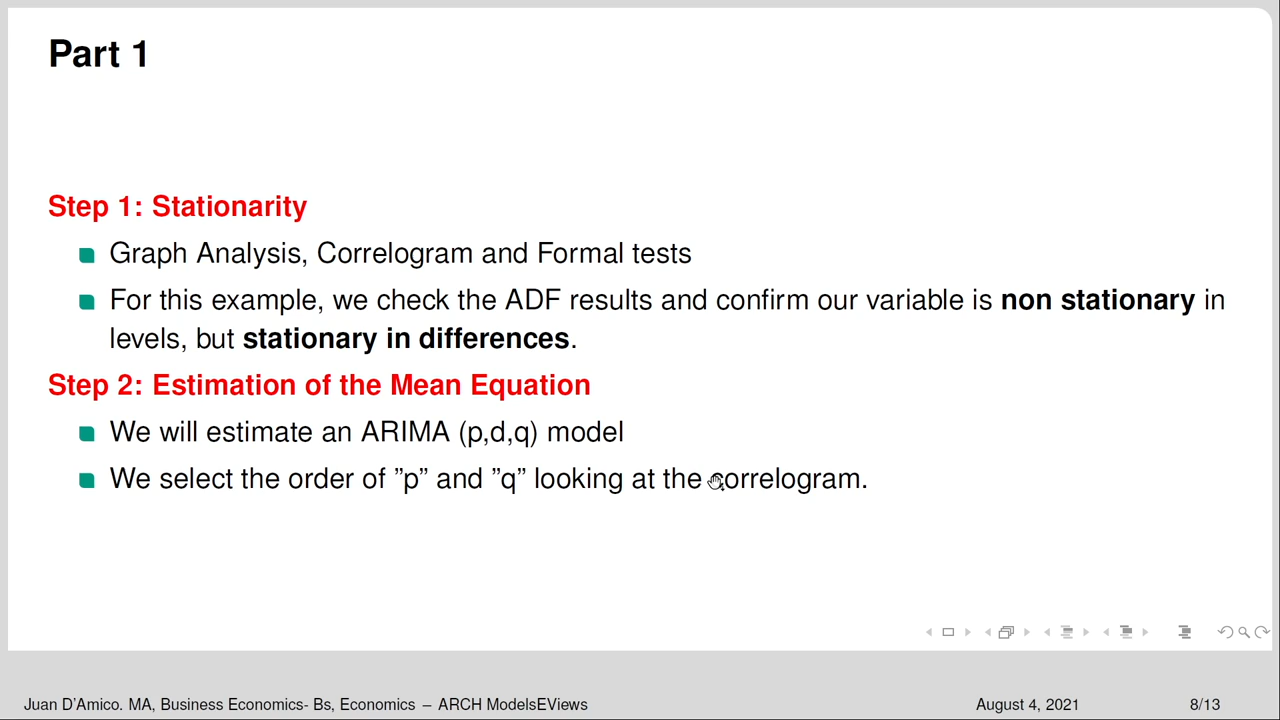 Part 1
Step 1: Stationarity
Graph Analysis, Correlogram and Formal tests
For this example, we check the ADF results and confirm our variable is non stationary in
levels, but stationary in differences.
Step 2: Estimation of the Mean Equation
We will estimate an ARIMA (p,d,q) model
We select the order of ”p” and ”q” looking at the correlogram.
Juan D'Amico. MA, Business Economics- Bs, Economics – ARCH ModelsEViews August 4, 2021 8/13